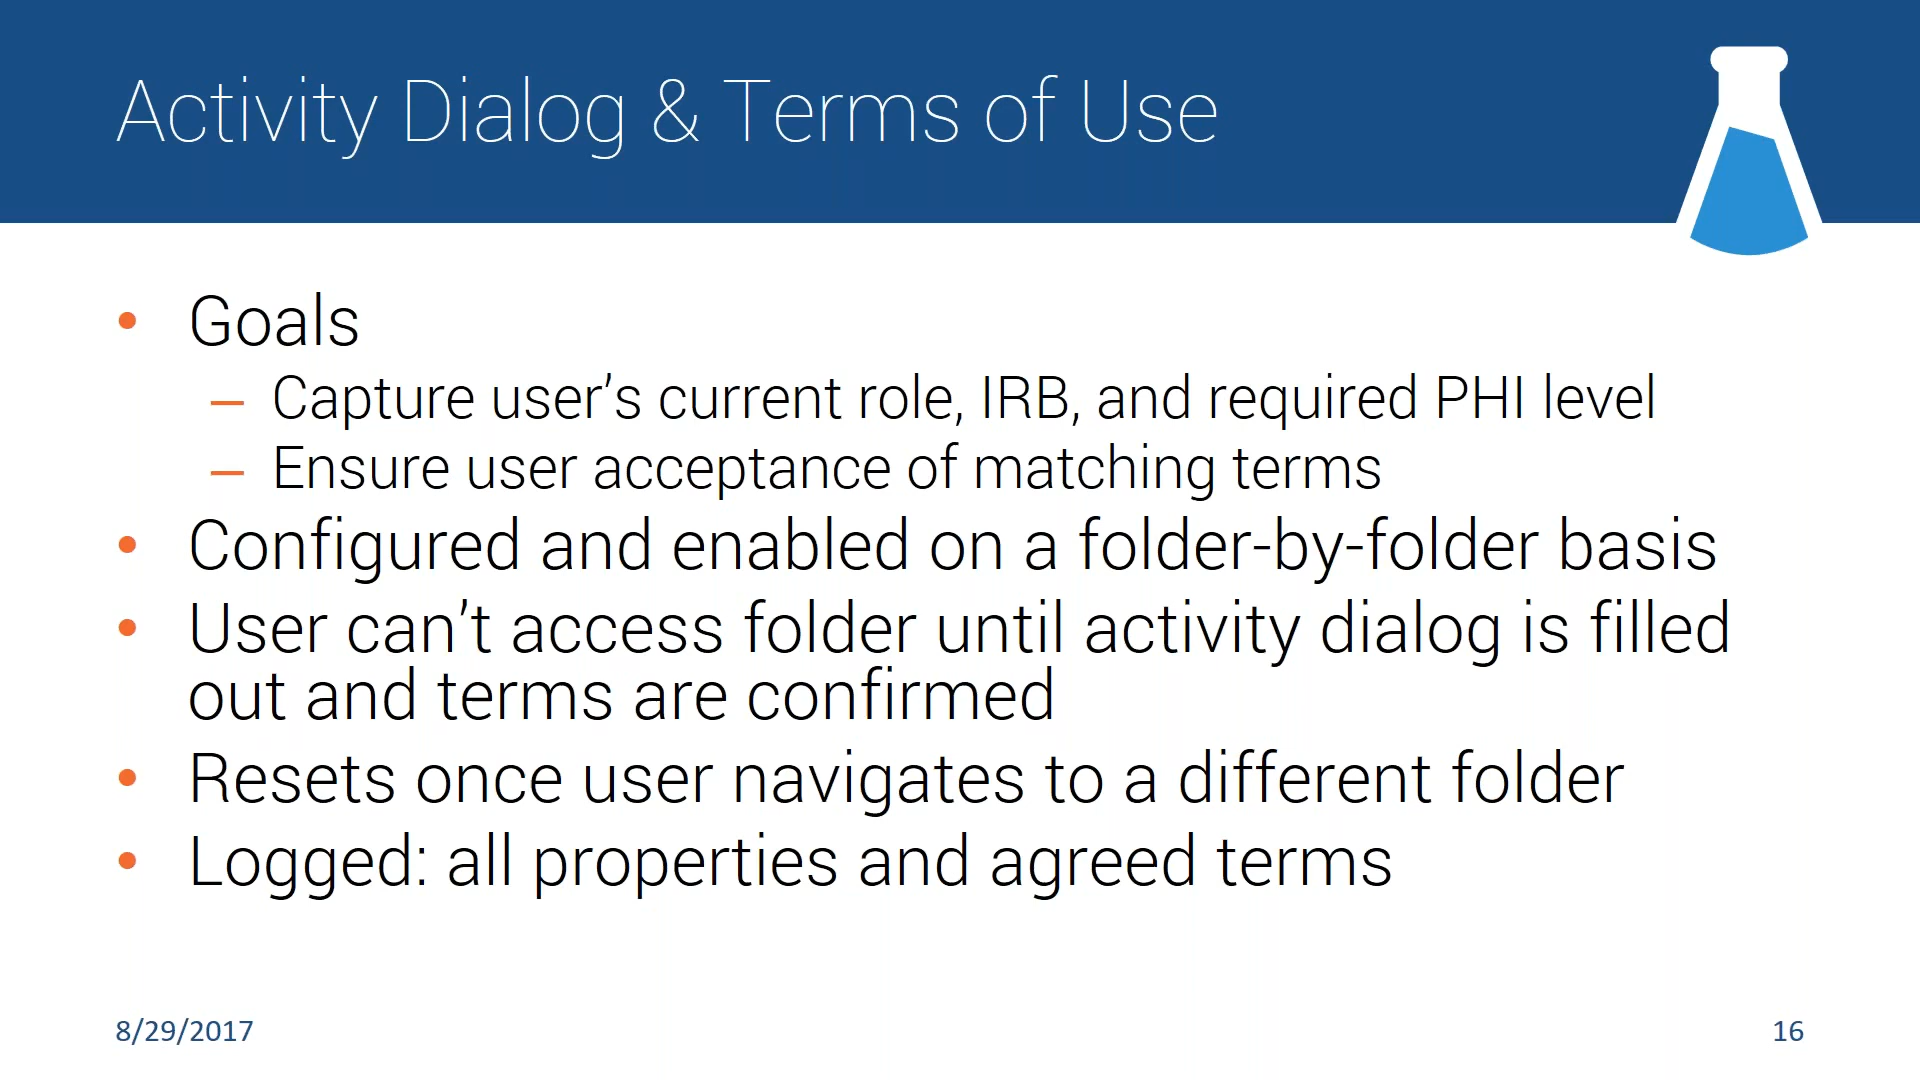 Activity Dialog & Terms of Use
• Goals
– Capture user’s current role, IRB, and required PHI level
– Ensure user acceptance of matching terms
• Configured and enabled on a folder-by-folder basis
• User can’t access folder until activity dialog is filled
out and terms are confirmed
• Resets once user navigates to a different folder
• Logged: all properties and agreed terms
8/29/2017
16